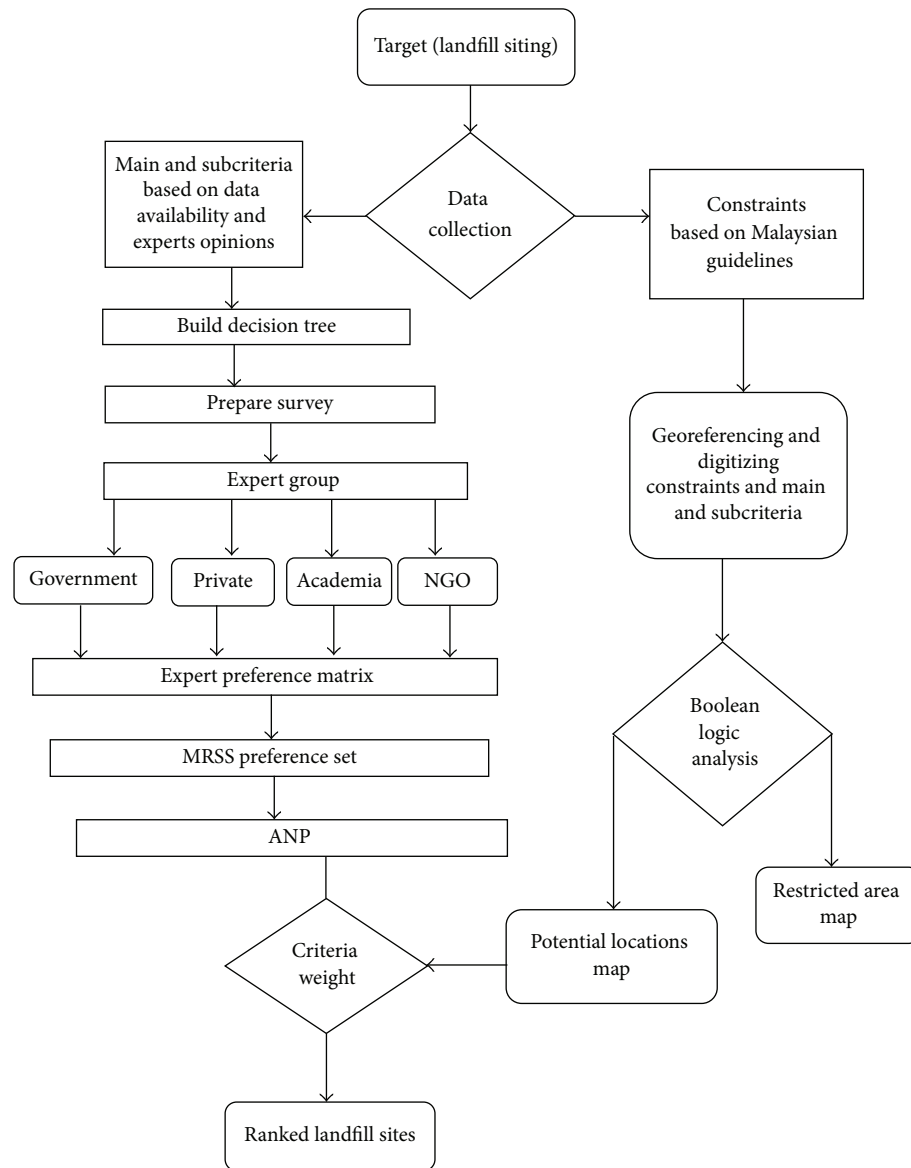 Target (landfill siting)
Data
collection
Main and subcriteria
based on data
availability and
experts opinions
Constraints
based on Malaysian
guidelines
Build decision tree
Prepare survey
Expert group
Government
Private
Academia
NGO
Expert preference matrix
MRSS preference set
ANP
Georeferencing and
digitizing
constraints and main
and subcriteria
Boolean
logic
analysis
Restricted area
map
Potential locations
map
Criteria
weight
Ranked landfill sites